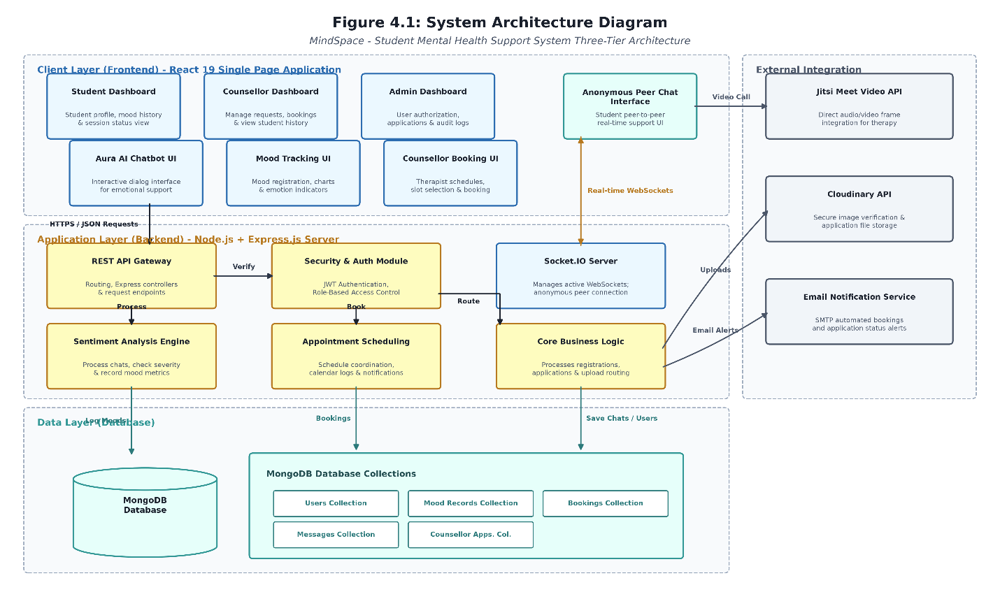 Figure 4.1: System Architecture Diagram
MindSpace - Student Mental Health Support System Three-Tier Architecture
Client Layer (Frontend) - React 19 Single Page Application
Student Dashboard
Student profile, mood history
& session status view
Counsellor Dashboard
Manage requests, bookings
& view student history
Admin Dashboard
User authorization,
applications & audit logs
Anonymous Peer Chat
Interface
Student peer-to-peer
real-time support UI
Video Call
External Integration
Jitsi Meet Video API
Direct audio/video frame
integration for therapy
Aura AI Chatbot UI
Interactive dialog interface
for emotional support
Mood Tracking UI
Mood registration, charts
& emotion indicators
Counsellor Booking UI
Therapist schedules,
slot selection & booking
Real-time WebSockets
Cloudinary API
Secure image verification &
application file storage
HTTPS / JSON Requests
Application Layer (Backend) - Node.js + Express.js Server
REST API Gateway
Routing, Express controllers
& request endpoints
Verify
Security & Auth Module
JWT Authentication,
Role-Based Access Control
Route
Socket.IO Server
Manages active WebSockets;
anonymous peer connection
Uploads
Email Notification Service
SMTP automated bookings
and application status alerts
Process
Book
Email Alerts
Sentiment Analysis Engine
Process chats, check severity
& record mood metrics
Appointment Scheduling
Schedule coordination,
calendar logs & notifications
Core Business Logic
Processes registrations,
applications & upload routing
Data Layer (Database)
Log Moods
Bookings
Save Chats / Users
MongoDB
Database
MongoDB Database Collections
Users Collection
Mood Records Collection
Bookings Collection
Messages Collection
Counsellor Apps. Col.